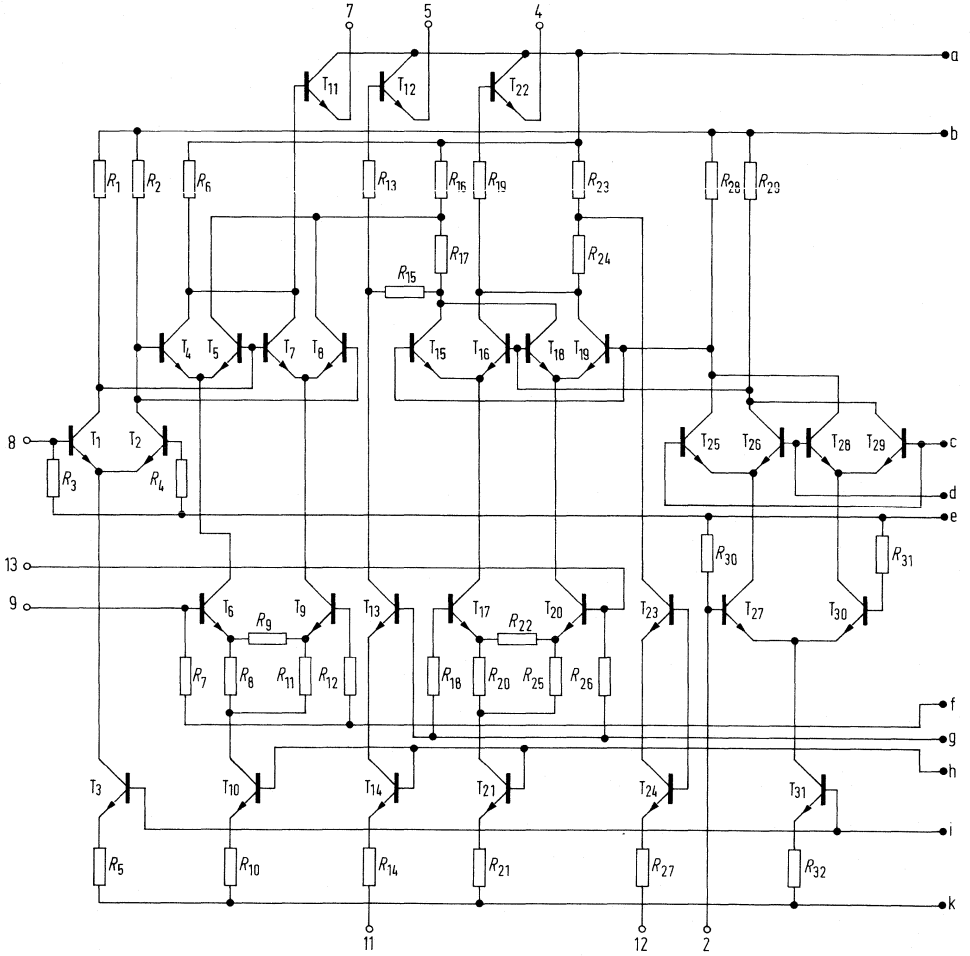 7 5 4
a
T11 T12 T22
b
R1 R2 R6 R13 R16 R19 R23 R28 R29
R17 R24
R15
T4 T5 T7 T8 T15 T16 T18 T19
8 T1 T2 T25 T26 T28 T29 c
R3 R4
d
e
R30 R31
13
9 T6 T9 T13 T17 T20 T23 T27 T30
R9 R22
R7 R8 R11 R12 R18 R20 R25 R26
f
g
h
T3 T10 T14 T21 T24 T31
i
R5 R10 R14 R21 R27 R32
k
11 12 2